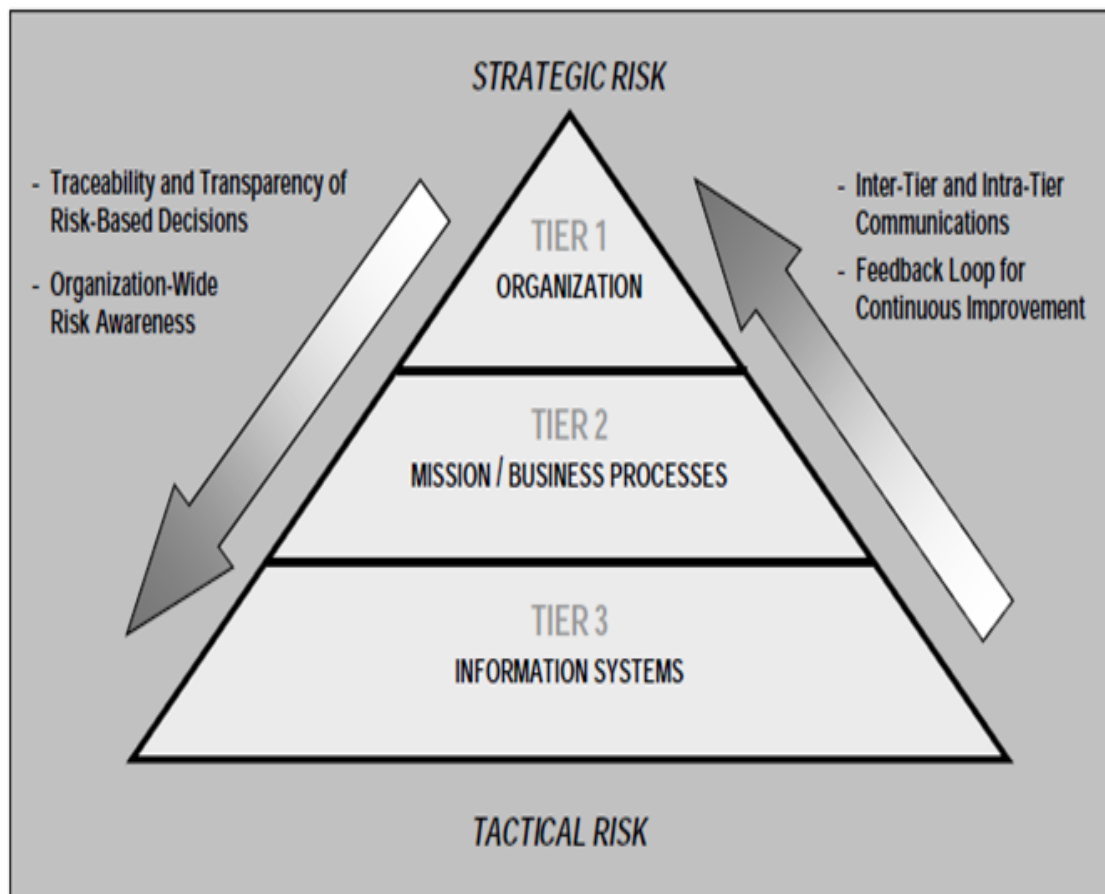 STRATEGIC RISK
- Traceability and Transparency of
Risk-Based Decisions
- Organization-Wide
Risk Awareness
- Inter-Tier and Intra-Tier
Communications
- Feedback Loop for
Continuous Improvement
TIER 1
ORGANIZATION
TIER 2
MISSION / BUSINESS PROCESSES
TIER 3
INFORMATION SYSTEMS
TACTICAL RISK